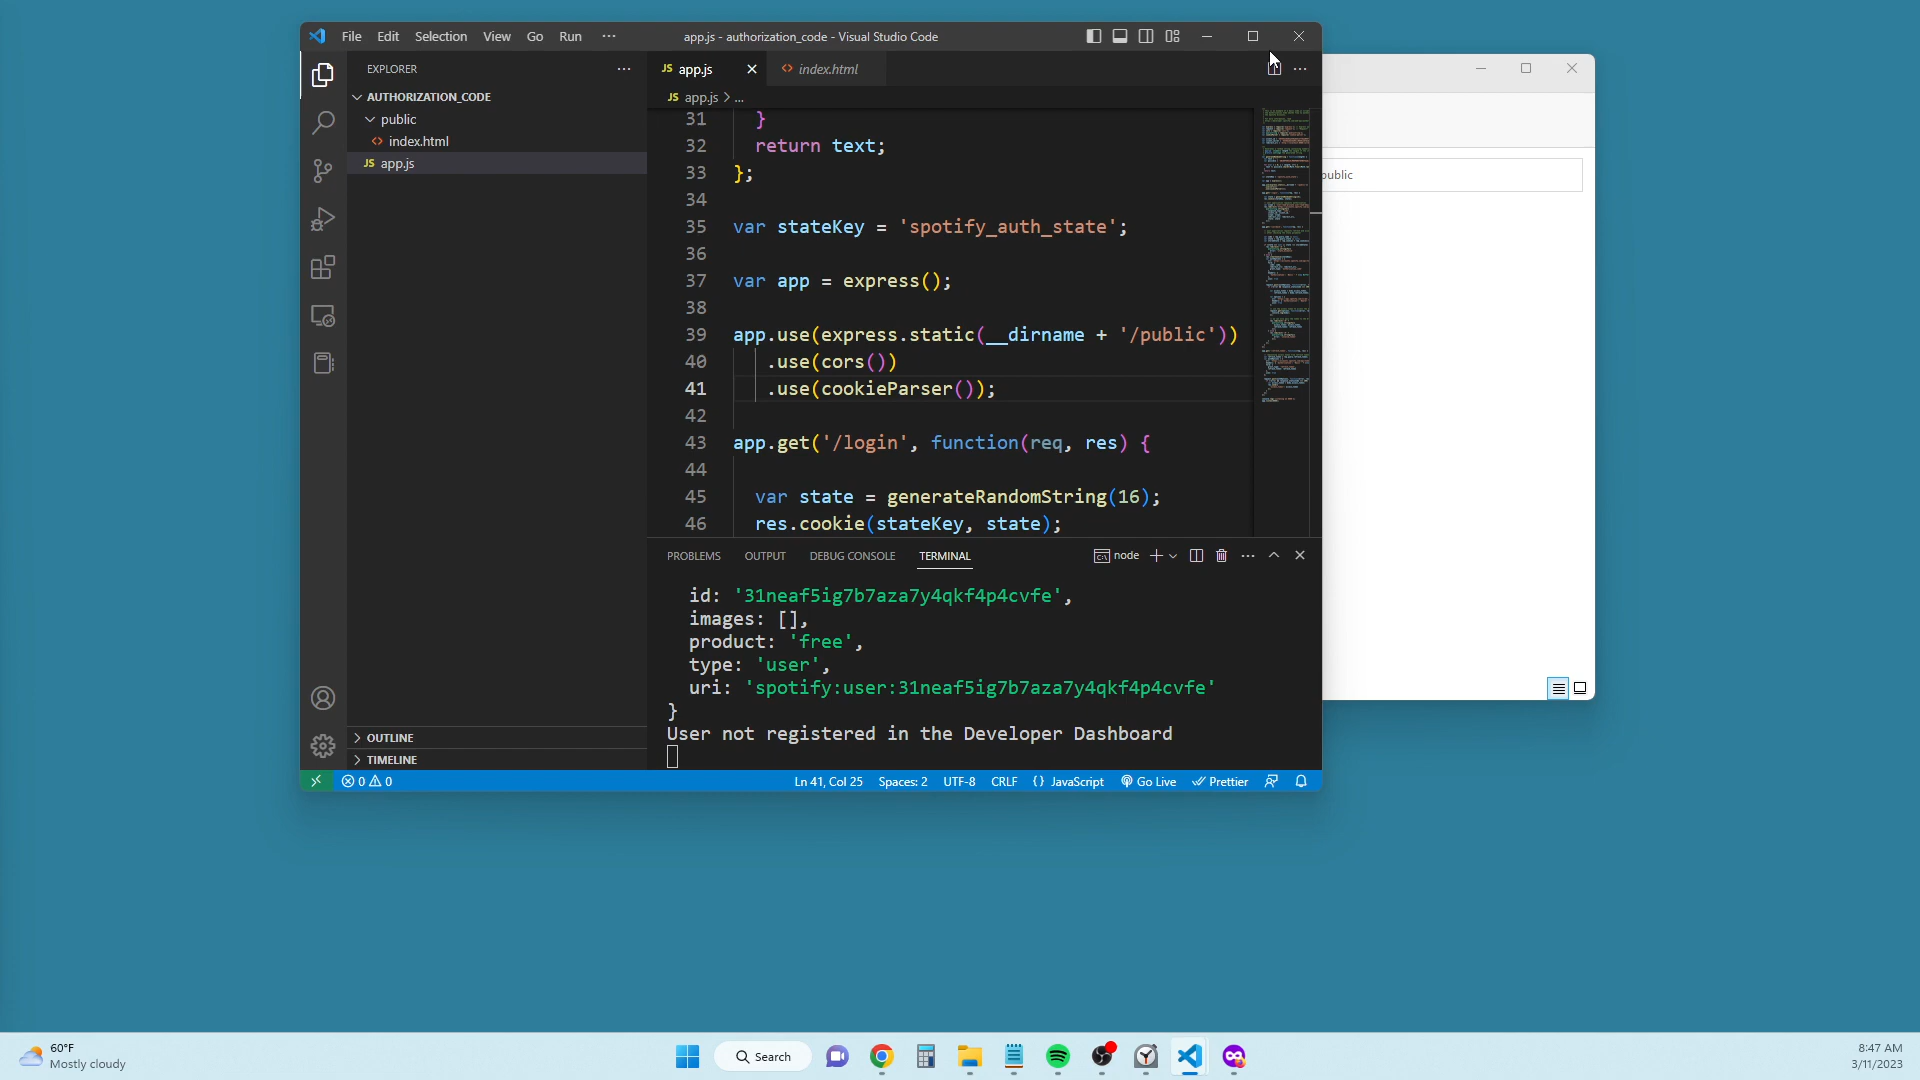 File Edit Selection View Go Run ···
app.js - authorization_code - Visual Studio Code
EXPLORER ···
AUTHORIZATION_CODE
public
<> index.html
JS app.js
OUTLINE
TIMELINE
JS app.js
<> index.html
···
JS app.js > ...
31 }
32 return text;
33 };
34
35 var stateKey = 'spotify_auth_state';
36
37 var app = express();
38
39 app.use(express.static(__dirname + '/public'))
40 .use(cors())
41 .use(cookieParser());
42
43 app.get('/login', function(req, res) {
44
45 var state = generateRandomString(16);
46 res.cookie(stateKey, state);
PROBLEMS OUTPUT DEBUG CONSOLE TERMINAL
node
···
id: '31neaf5ig7b7aza7y4qkf4p4cvfe',
images: [],
product: 'free',
type: 'user',
uri: 'spotify:user:31neaf5ig7b7aza7y4qkf4p4cvfe'
}
User not registered in the Developer Dashboard
0 0 Ln 41, Col 25 Spaces: 2 UTF-8 CRLF {} JavaScript Go Live Prettier
public
60°F
Mostly cloudy
Search
8:47 AM
3/11/2023